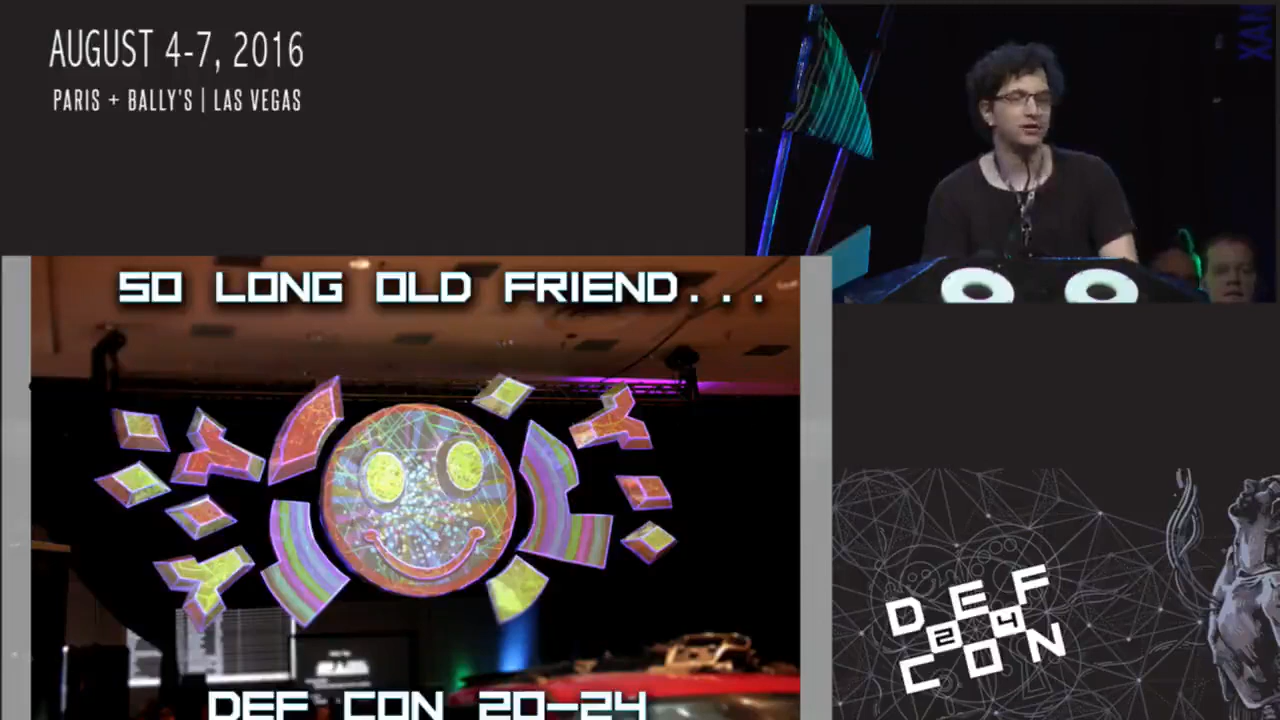 AUGUST 4-7, 2016
PARIS + BALLY'S | LAS VEGAS
SO LONG OLD FRIEND...
DEF CON 20-24
DEF
24
CON